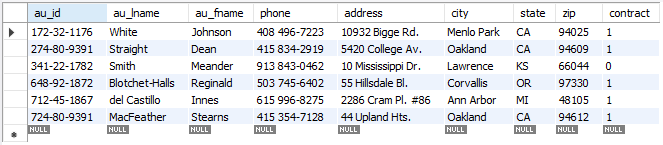 au_id au_lname au_fname phone address city state zip contract
172-32-1176 White Johnson 408 496-7223 10932 Bigge Rd. Menlo Park CA 94025 1
274-80-9391 Straight Dean 415 834-2919 5420 College Av. Oakland CA 94609 1
341-22-1782 Smith Meander 913 843-0462 10 Mississippi Dr. Lawrence KS 66044 0
648-92-1872 Blotchet-Halls Reginald 503 745-6402 55 Hillsdale Bl. Corvallis OR 97330 1
712-45-1867 del Castillo Innes 615 996-8275 2286 Cram Pl. #86 Ann Arbor MI 48105 1
724-80-9391 MacFeather Stearns 415 354-7128 44 Upland Hts. Oakland CA 94612 1
NULL NULL NULL NULL NULL NULL NULL NULL NULL